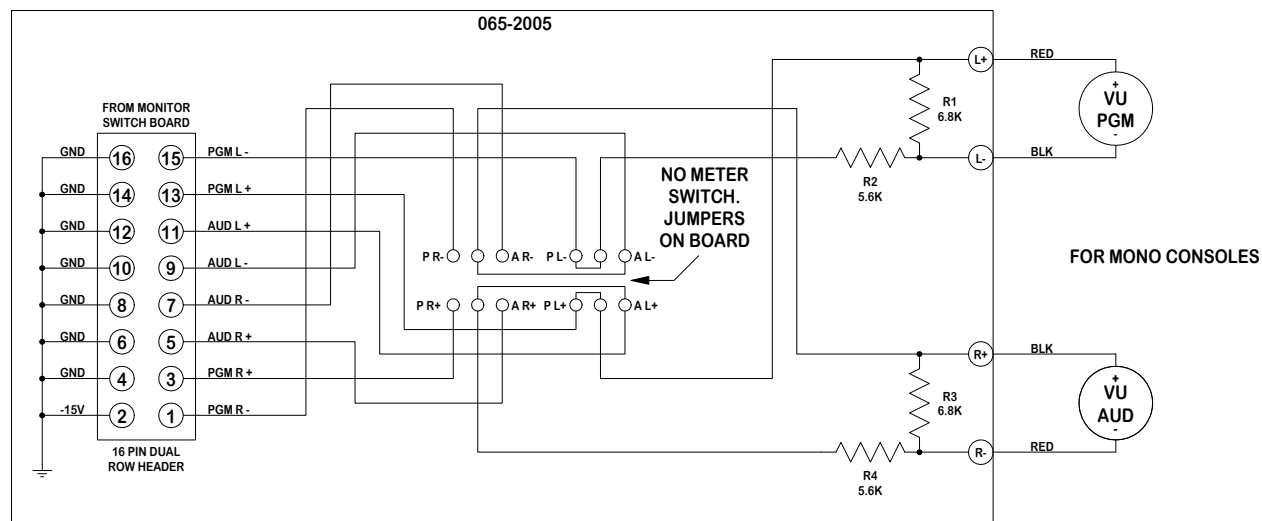 065-2005
FROM MONITOR
SWITCH BOARD
GND 16 15 PGM L -
GND 14 13 PGM L +
GND 12 11 AUD L +
GND 10 9 AUD L -
GND 8 7 AUD R -
GND 6 5 AUD R +
GND 4 3 PGM R +
-15V 2 1 PGM R -
16 PIN DUAL
ROW HEADER
P R- A R- P L- A L-
P R+ A R+ P L+ A L+
NO METER
SWITCH.
JUMPERS
ON BOARD
R1
6.8K
R2
5.6K
R3
6.8K
R4
5.6K
L+ RED
L- BLK
+
VU
PGM
-
FOR MONO CONSOLES
R+ BLK
R- RED
+
VU
AUD
-